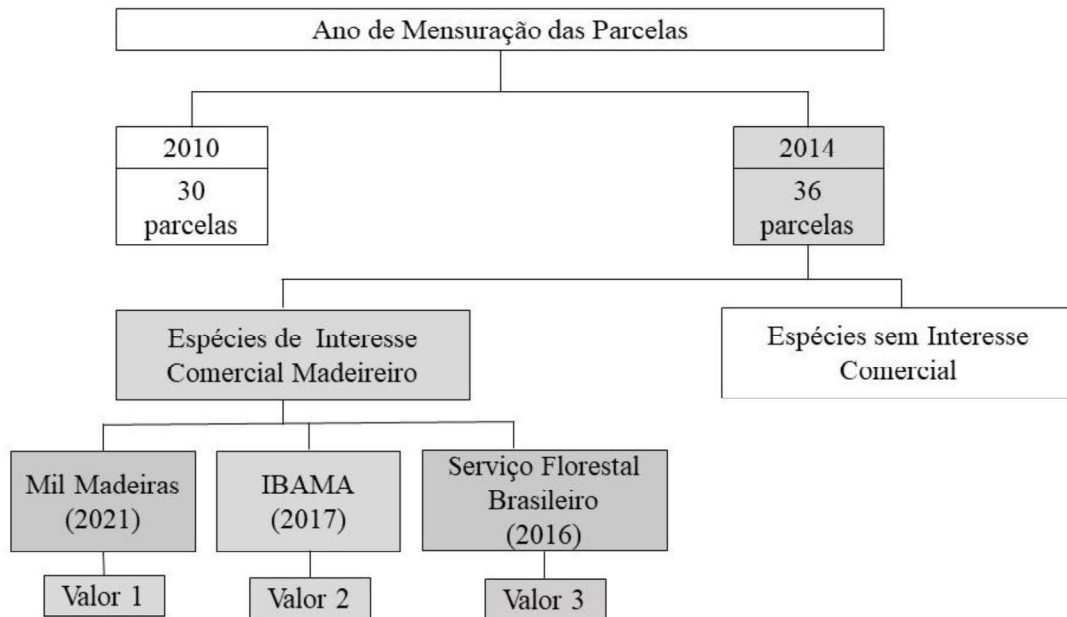 Ano de Mensuração das Parcelas
2010
30
parcelas
2014
36
parcelas
Espécies de Interesse
Comercial Madeireiro
Espécies sem Interesse
Comercial
Mil Madeiras
(2021)
IBAMA
(2017)
Serviço Florestal
Brasileiro
(2016)
Valor 1
Valor 2
Valor 3